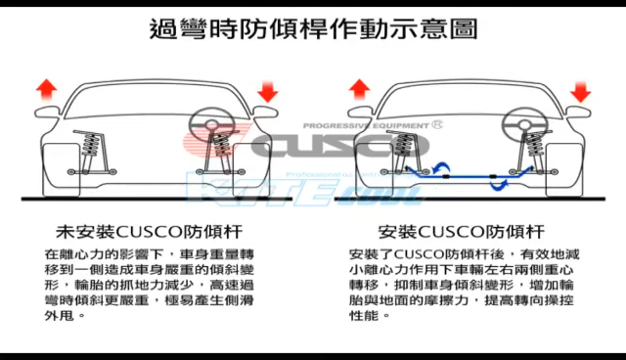 過彎時防傾桿作動示意圖
PROGRESSIVE EQUIPMENT®
CUSCO
KITE COOL
未安裝CUSCO防傾杆
安裝CUSCO防傾杆
在離心力的影響下，車身重量轉
移到一側造成車身嚴重的傾斜變
形，輪胎的抓地力減少，高速過
彎時傾斜更嚴重，極易產生側滑
外甩。
安裝了CUSCO防傾杆後，有效地減
小離心力作用下車輛左右兩側重心
轉移，抑制車身傾斜變形，增加輪
胎與地面的摩擦力，提高轉向操控
性能。